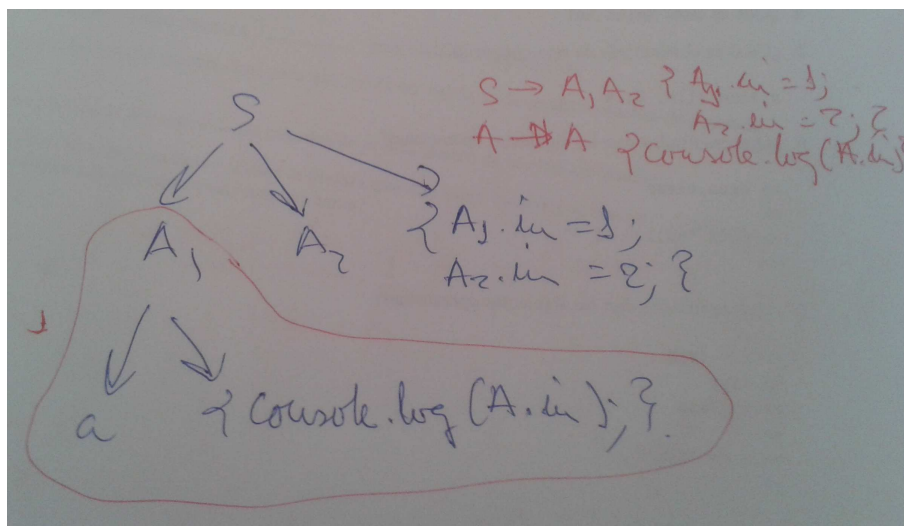 S → A₁ A₂ { A₁.in = 1;
A₂.in = 2; }
A → A {console.log(A.in)
S
A₁ A₂ { A₁.in = 1;
A₂.in = 2; }
1
a {console.log(A.in);}